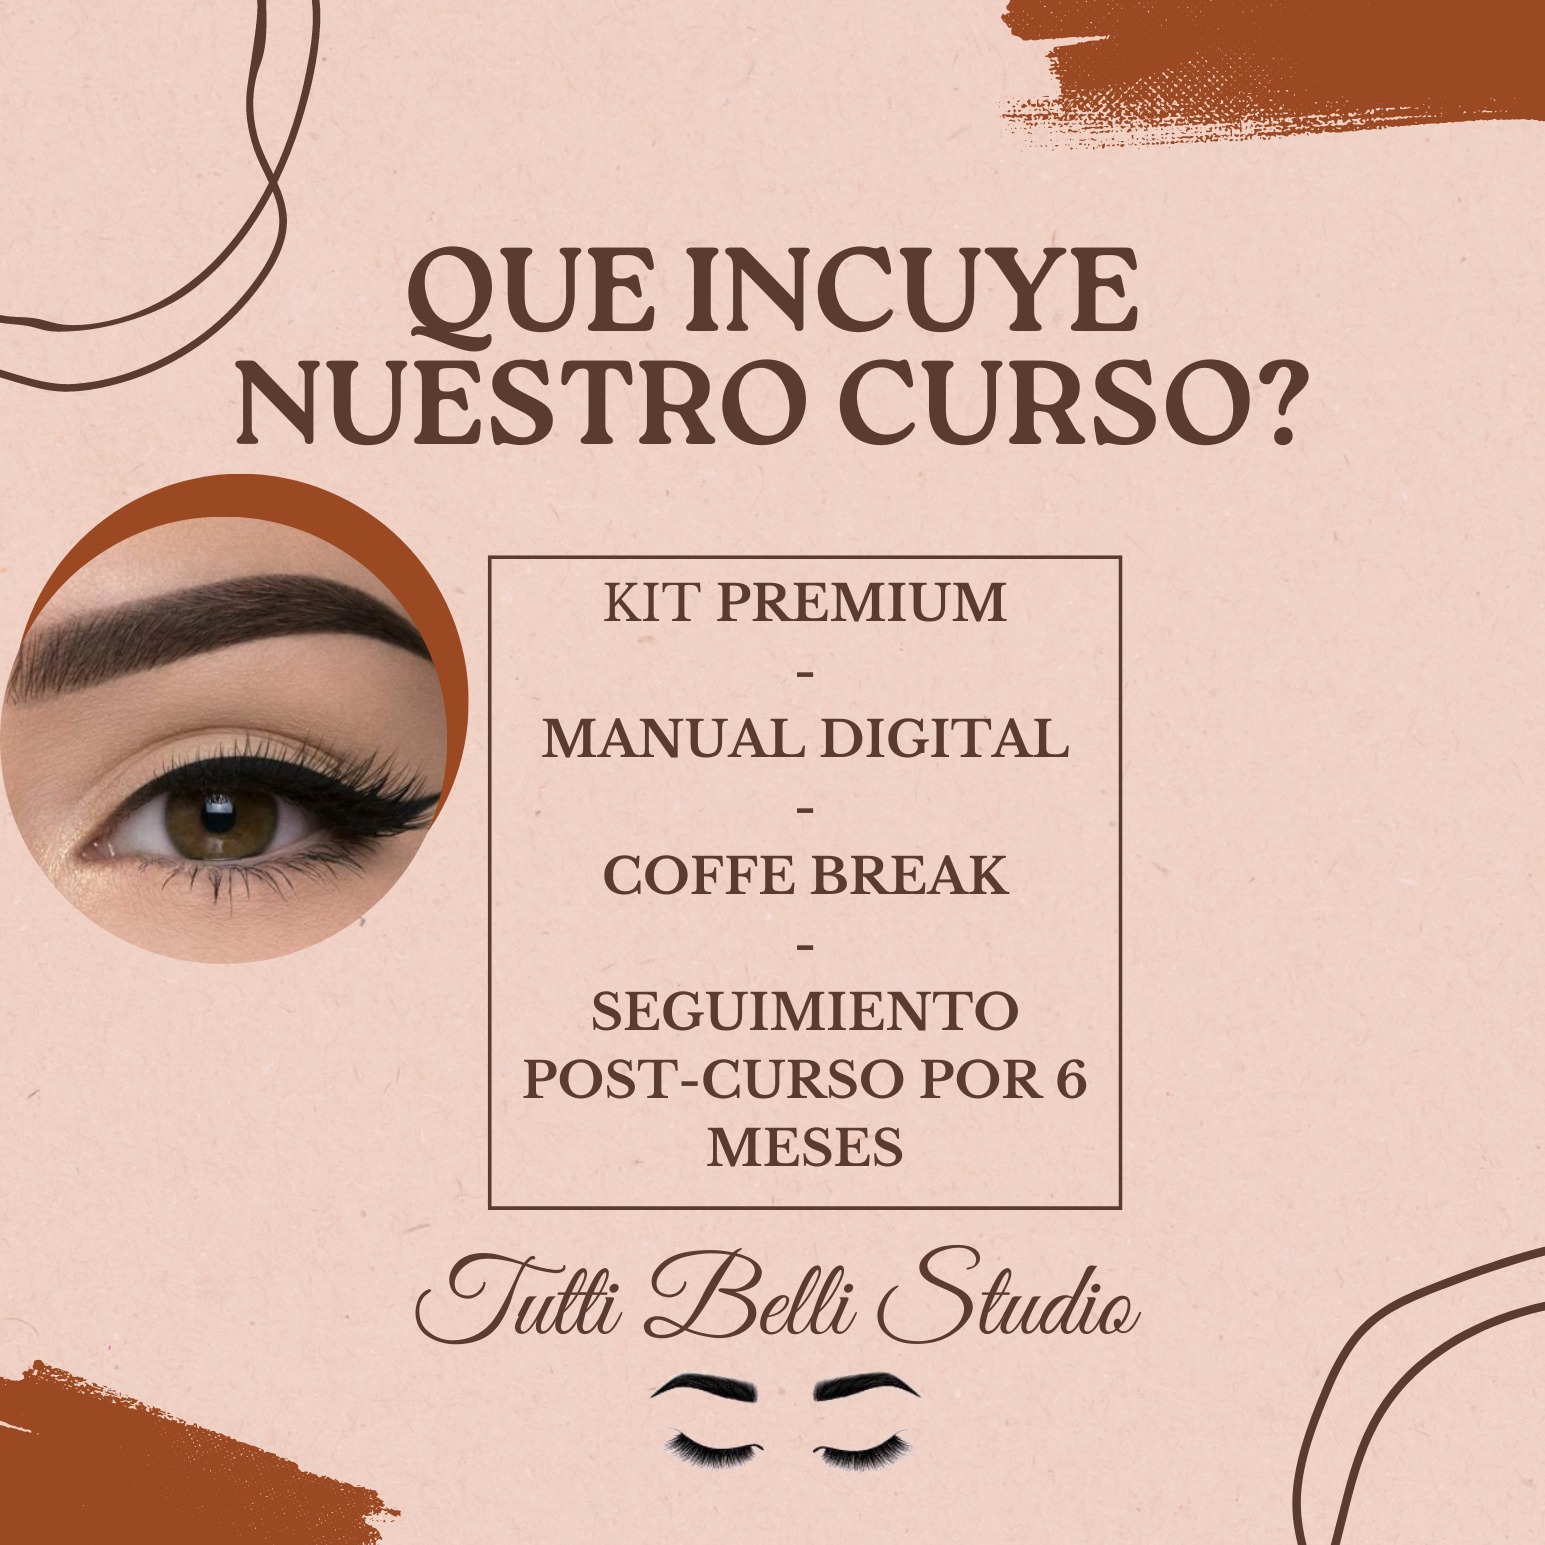 QUE INCUYE
NUESTRO CURSO?
KIT PREMIUM
-
MANUAL DIGITAL
-
COFFE BREAK
-
SEGUIMIENTO
POST-CURSO POR 6
MESES
Tutti Belli Studio